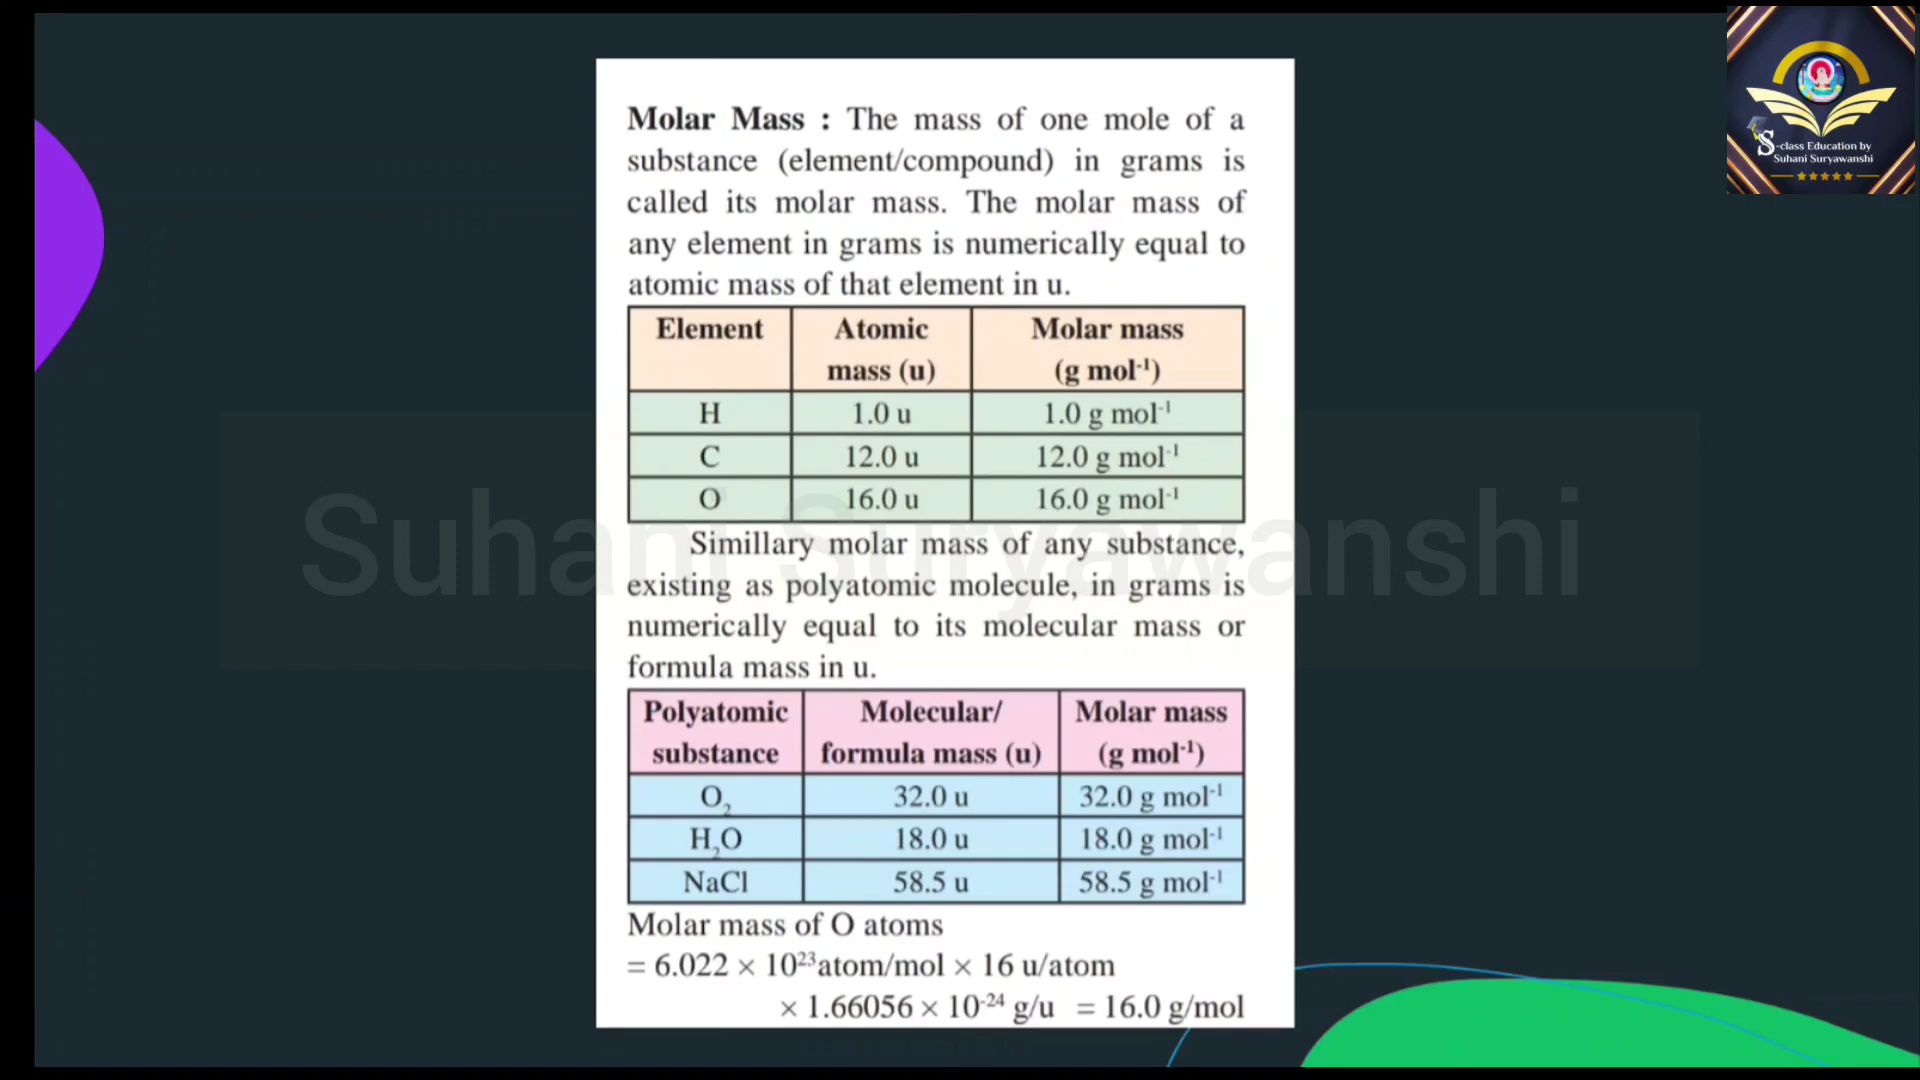 Molar Mass : The mass of one mole of a
substance (element/compound) in grams is
called its molar mass. The molar mass of
any element in grams is numerically equal to
atomic mass of that element in u.
Element Atomic mass (u) Molar mass (g mol⁻¹)
H 1.0 u 1.0 g mol⁻¹
C 12.0 u 12.0 g mol⁻¹
O 16.0 u 16.0 g mol⁻¹
Simillary molar mass of any substance,
existing as polyatomic molecule, in grams is
numerically equal to its molecular mass or
formula mass in u.
Polyatomic substance Molecular/ formula mass (u) Molar mass (g mol⁻¹)
O₂ 32.0 u 32.0 g mol⁻¹
H₂O 18.0 u 18.0 g mol⁻¹
NaCl 58.5 u 58.5 g mol⁻¹
Molar mass of O atoms
= 6.022 × 10²³atom/mol × 16 u/atom
× 1.66056 × 10⁻²⁴ g/u = 16.0 g/mol
S-class Education by
Suhani Suryawanshi
Suhani Suryawanshi